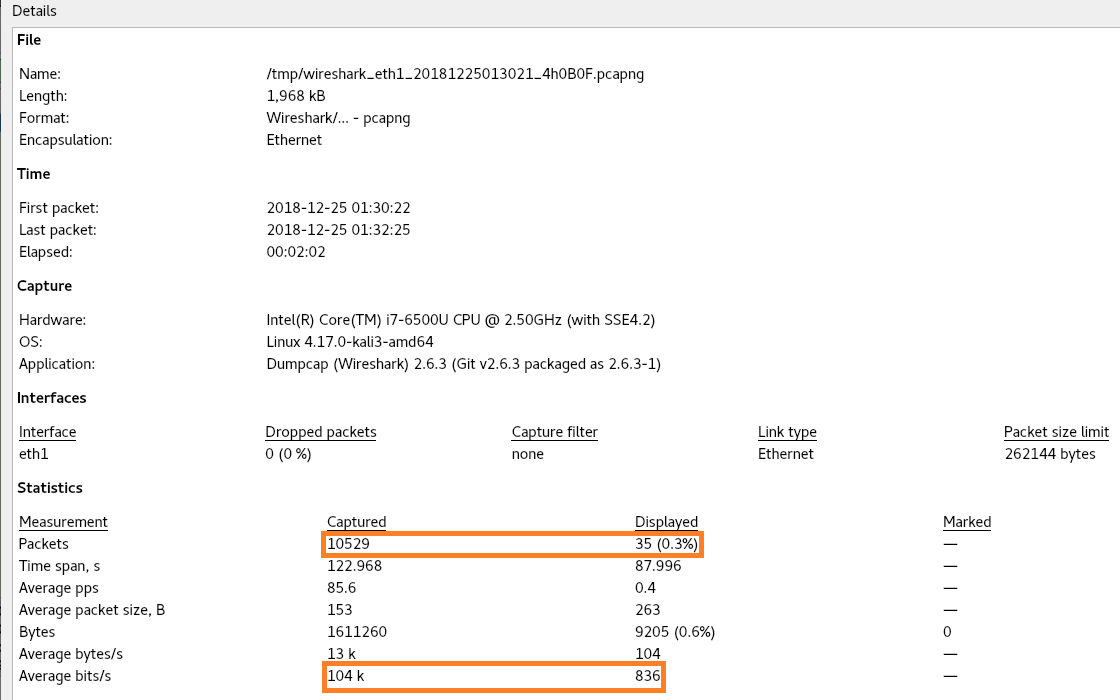 Details
File
Name: /tmp/wireshark_eth1_20181225013021_4h0B0F.pcapng
Length: 1,968 kB
Format: Wireshark/... - pcapng
Encapsulation: Ethernet
Time
First packet: 2018-12-25 01:30:22
Last packet: 2018-12-25 01:32:25
Elapsed: 00:02:02
Capture
Hardware: Intel(R) Core(TM) i7-6500U CPU @ 2.50GHz (with SSE4.2)
OS: Linux 4.17.0-kali3-amd64
Application: Dumpcap (Wireshark) 2.6.3 (Git v2.6.3 packaged as 2.6.3-1)
Interfaces
Interface Dropped packets Capture filter Link type Packet size limit
eth1 0 (0 %) none Ethernet 262144 bytes
Statistics
Measurement Captured Displayed Marked
Packets 10529 35 (0.3%) —
Time span, s 122.968 87.996 —
Average pps 85.6 0.4 —
Average packet size, B 153 263 —
Bytes 1611260 9205 (0.6%) 0
Average bytes/s 13 k 104 —
Average bits/s 104 k 836 —